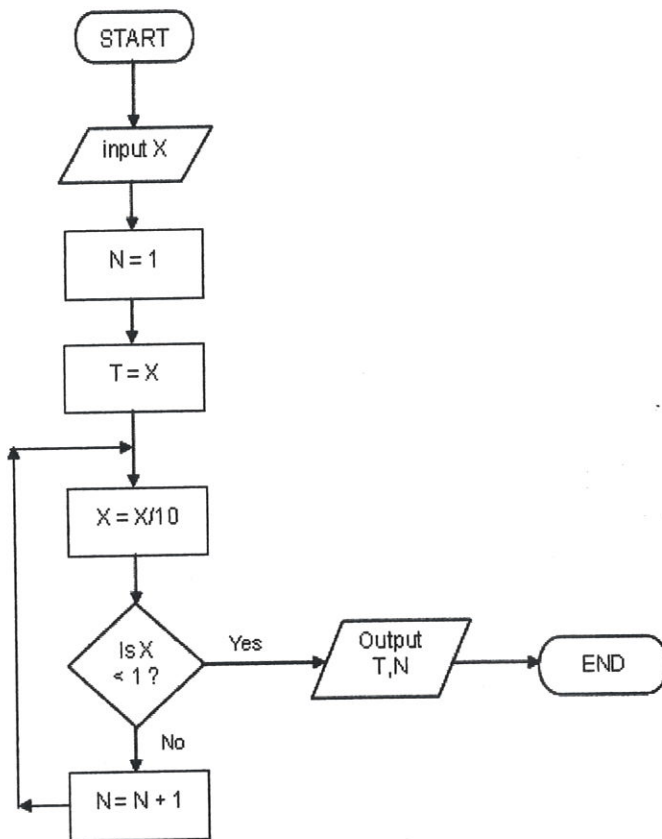 START
input X
N = 1
T = X
X = X/10
Is X
< 1 ?
Yes
Output
T,N
END
No
N= N + 1